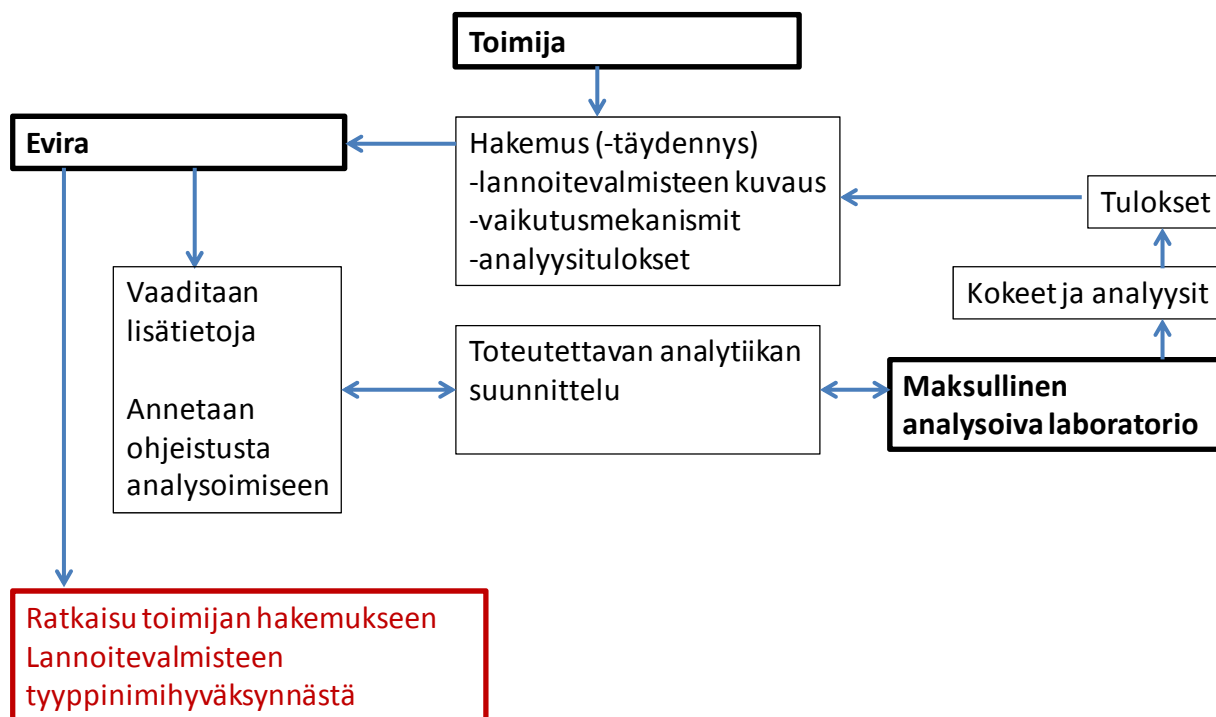 Toimija
Evira
Hakemus (-täydennys)
-lannoitevalmisteen kuvaus
-vaikutusmekanismit
-analyysitulokset
Tulokset
Kokeet ja analyysit
Vaaditaan
lisätietoja
Annetaan
ohjeistusta
analysoimiseen
Toteutettavan analytiikan
suunnittelu
Maksullinen
analysoiva laboratorio
Ratkaisu toimijan hakemukseen
Lannoitevalmisteen
tyyppinimihyväksynnästä